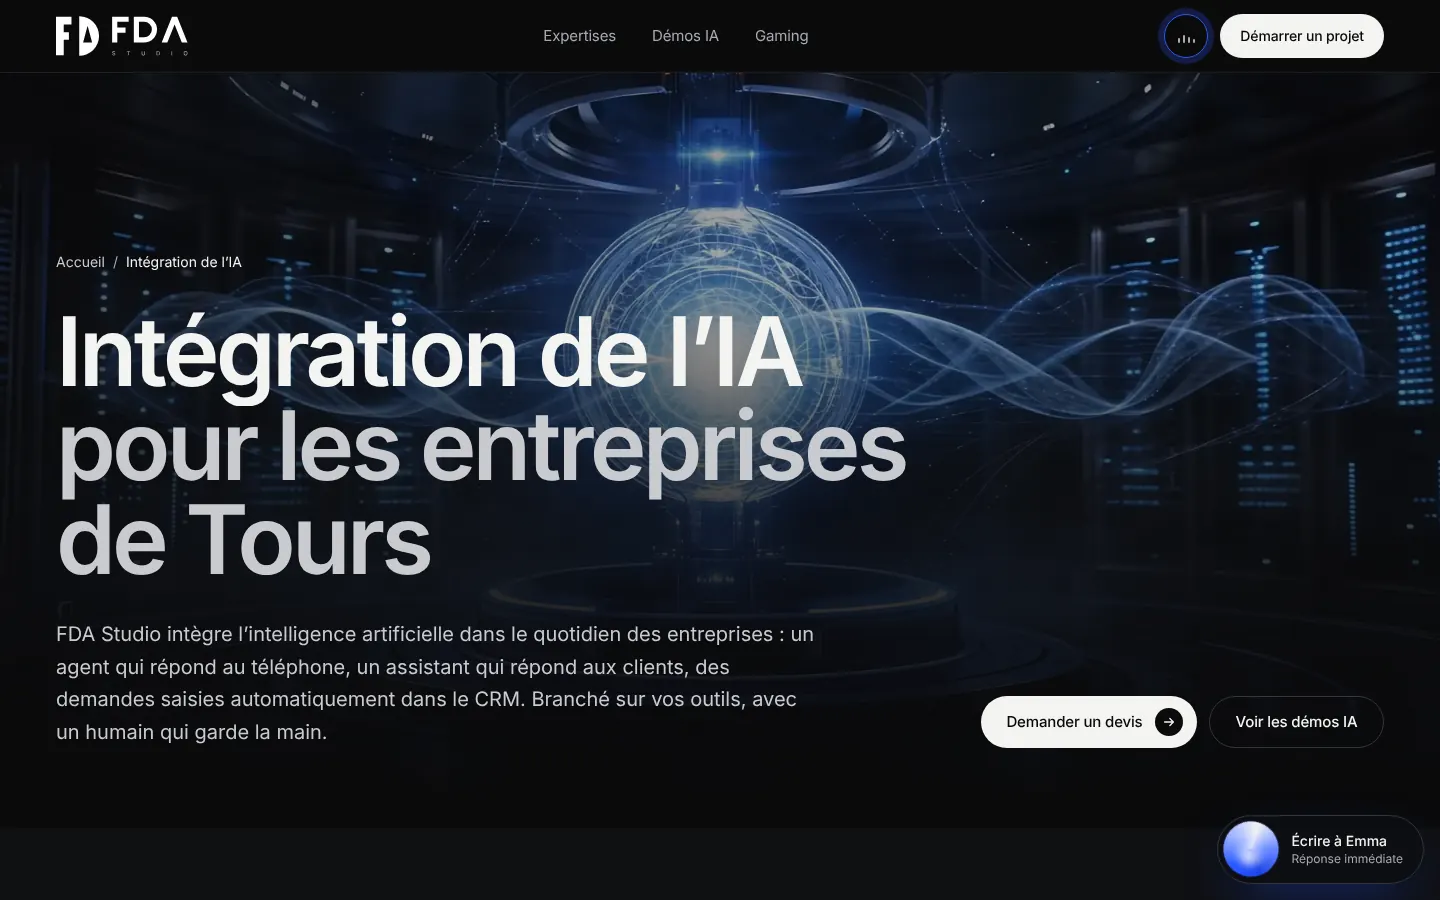 FDA
FDA
STUDIO
Expertises
Démos IA
Gaming
Démarrer un projet
Accueil / Intégration de l’IA
Intégration de l’IA
pour les entreprises
de Tours
FDA Studio intègre l’intelligence artificielle dans le quotidien des entreprises : un
agent qui répond au téléphone, un assistant qui répond aux clients, des
demandes saisies automatiquement dans le CRM. Branché sur vos outils, avec
un humain qui garde la main.
Demander un devis
Voir les démos IA
Écrire à Emma
Réponse immédiate